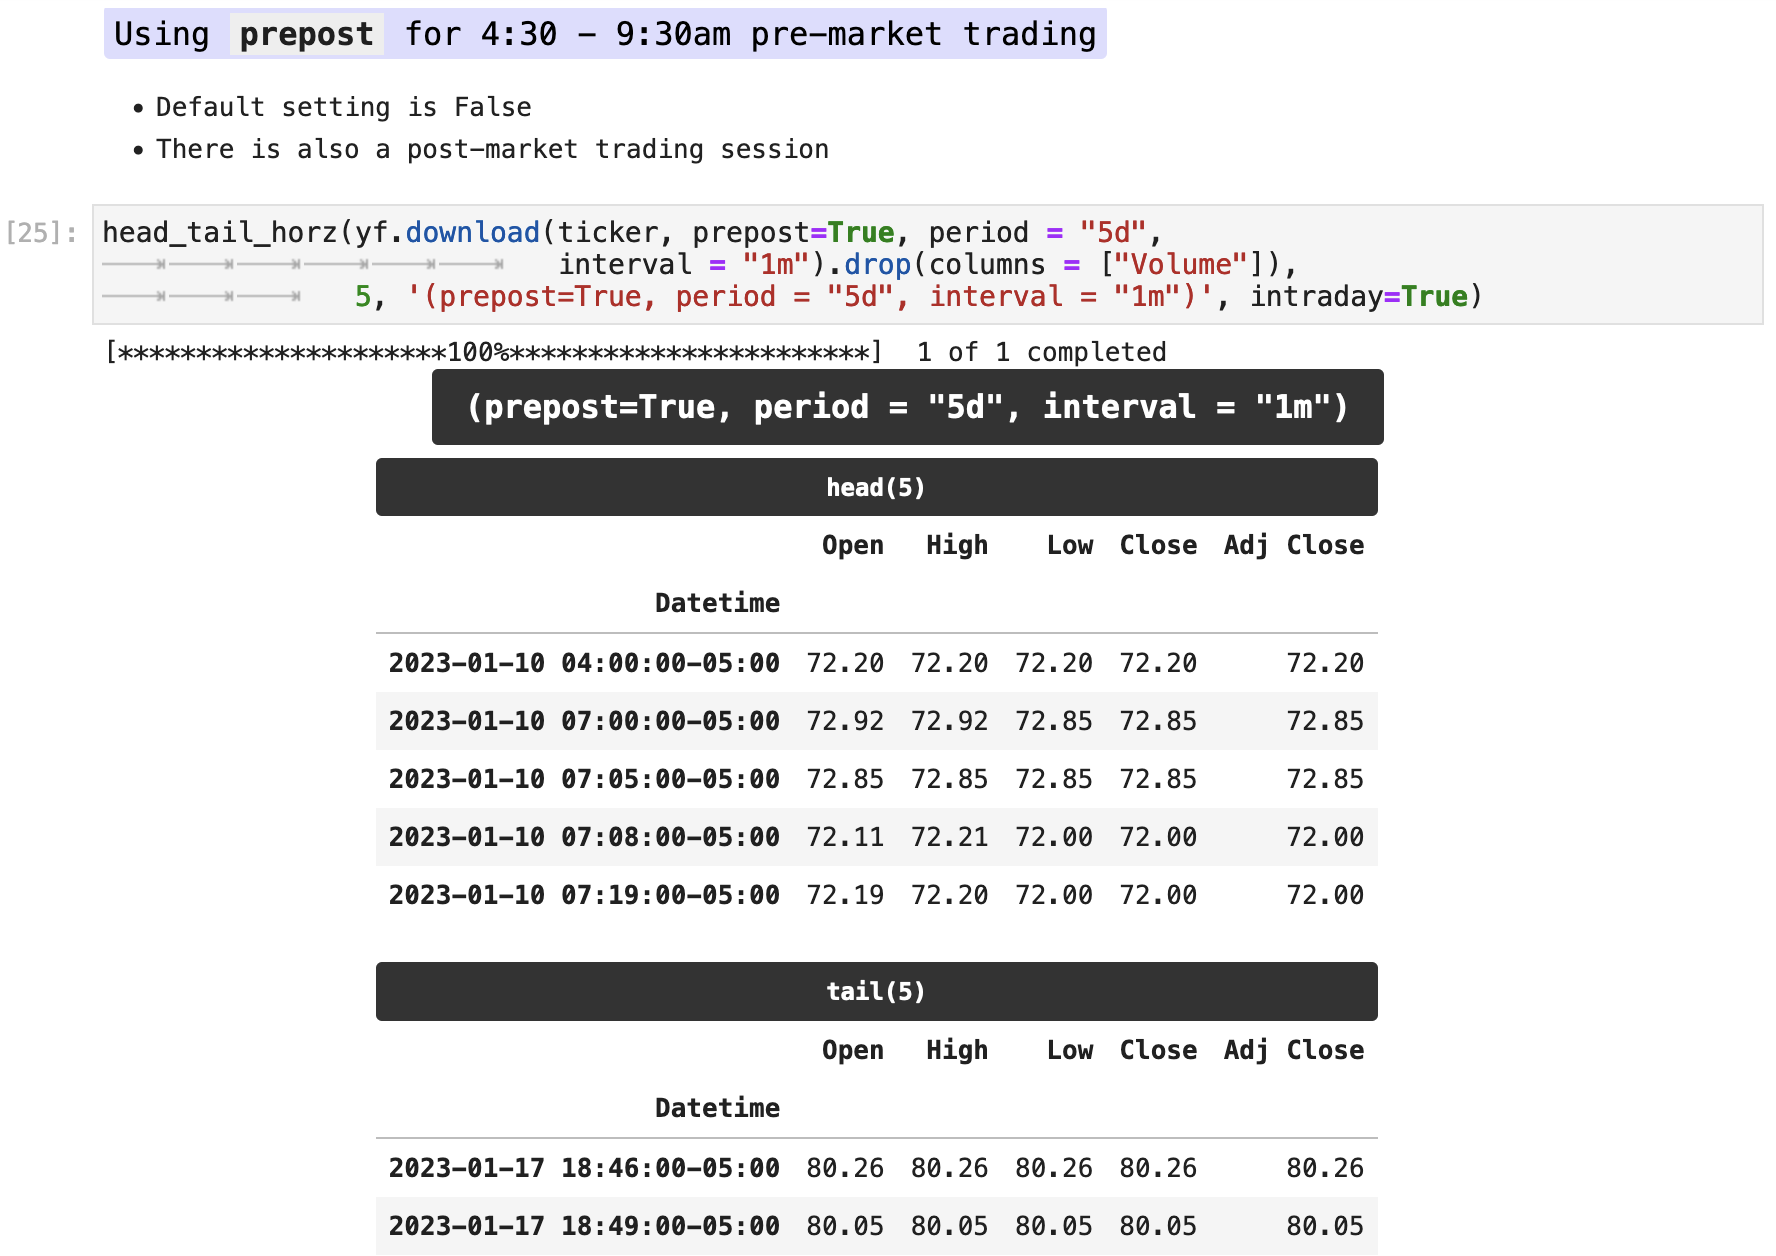 Using prepost for 4:30 – 9:30am pre-market trading
• Default setting is False
• There is also a post-market trading session
[25]: head_tail_horz(yf.download(ticker, prepost=True, period = "5d",
interval = "1m").drop(columns = ["Volume"]),
5, '(prepost=True, period = "5d", interval = "1m")', intraday=True)
[*********************100%***********************] 1 of 1 completed
(prepost=True, period = "5d", interval = "1m")
head(5)
Open High Low Close Adj Close
Datetime
2023-01-10 04:00:00-05:00 72.20 72.20 72.20 72.20 72.20
2023-01-10 07:00:00-05:00 72.92 72.92 72.85 72.85 72.85
2023-01-10 07:05:00-05:00 72.85 72.85 72.85 72.85 72.85
2023-01-10 07:08:00-05:00 72.11 72.21 72.00 72.00 72.00
2023-01-10 07:19:00-05:00 72.19 72.20 72.00 72.00 72.00
tail(5)
Open High Low Close Adj Close
Datetime
2023-01-17 18:46:00-05:00 80.26 80.26 80.26 80.26 80.26
2023-01-17 18:49:00-05:00 80.05 80.05 80.05 80.05 80.05